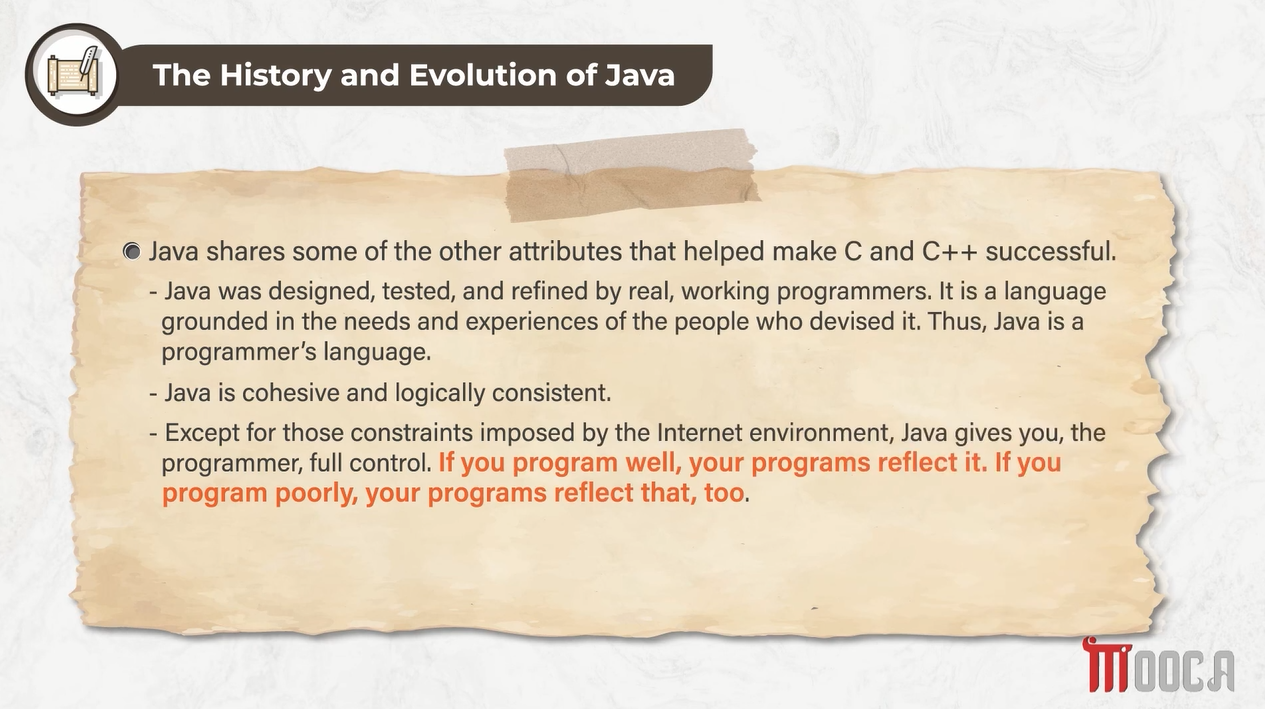 The History and Evolution of Java
Java shares some of the other attributes that helped make C and C++ successful.
- Java was designed, tested, and refined by real, working programmers. It is a language
grounded in the needs and experiences of the people who devised it. Thus, Java is a
programmer's language.
- Java is cohesive and logically consistent.
- Except for those constraints imposed by the Internet environment, Java gives you, the
programmer, full control. If you program well, your programs reflect it. If you
program poorly, your programs reflect that, too.
MOOCA